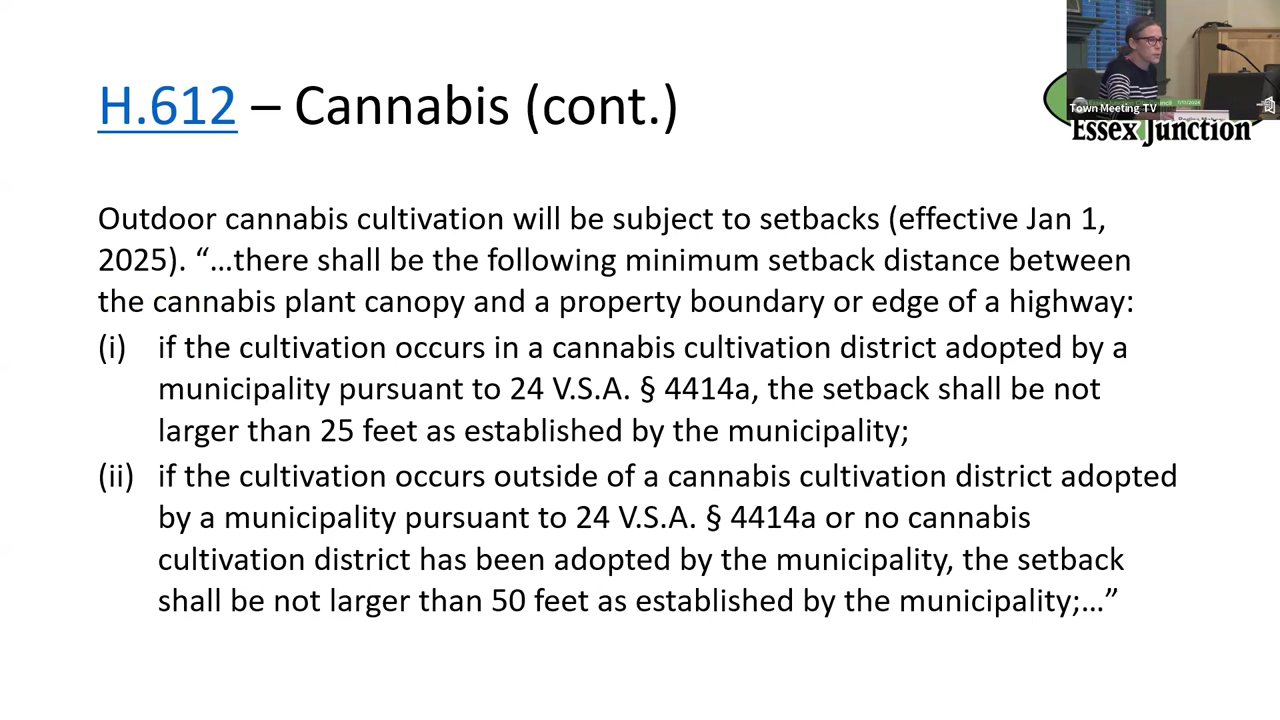 H.612 – Cannabis (cont.)
Town Meeting TV
Essex Junction
Outdoor cannabis cultivation will be subject to setbacks (effective Jan 1,
2025). “…there shall be the following minimum setback distance between
the cannabis plant canopy and a property boundary or edge of a highway:
(i) if the cultivation occurs in a cannabis cultivation district adopted by a
municipality pursuant to 24 V.S.A. § 4414a, the setback shall be not
larger than 25 feet as established by the municipality;
(ii) if the cultivation occurs outside of a cannabis cultivation district adopted
by a municipality pursuant to 24 V.S.A. § 4414a or no cannabis
cultivation district has been adopted by the municipality, the setback
shall be not larger than 50 feet as established by the municipality;…”